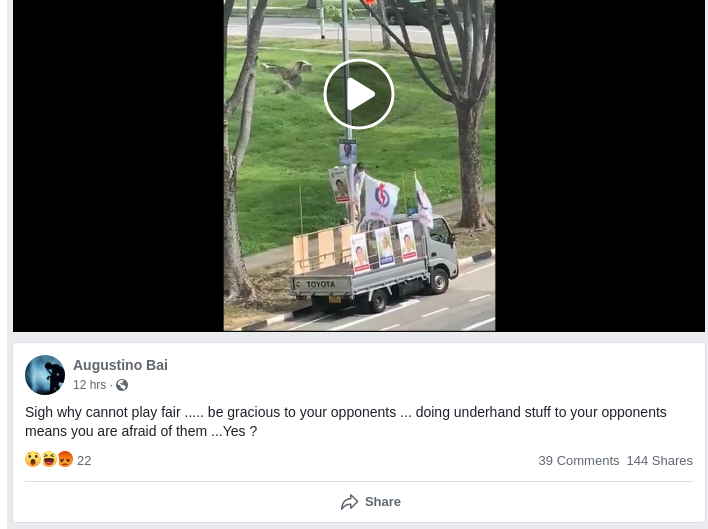 TOYOTA
Augustino Bai
12 hrs ·
Sigh why cannot play fair ..... be gracious to your opponents ... doing underhand stuff to your opponents
means you are afraid of them ...Yes ?
22
39 Comments 144 Shares
Share